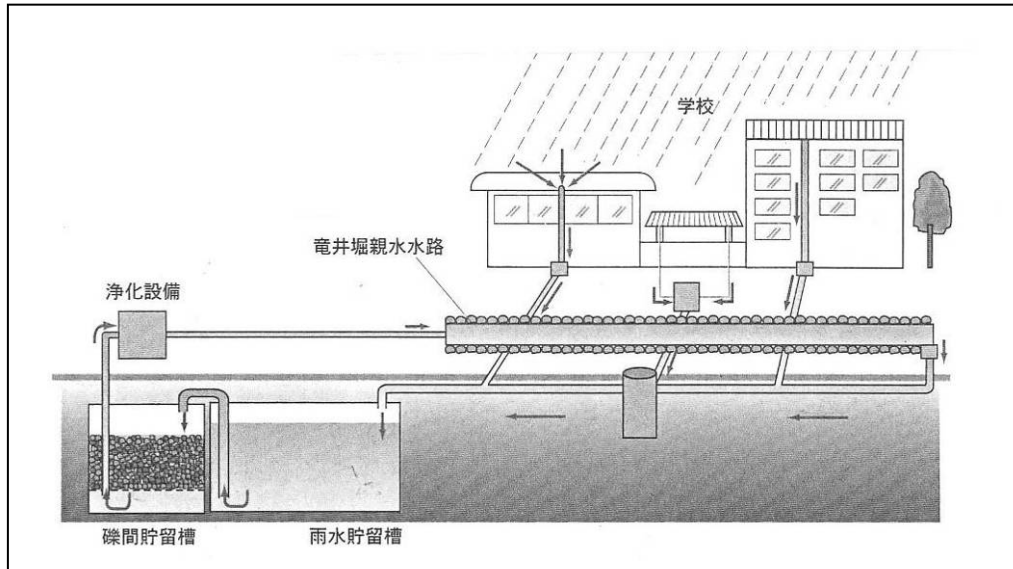 学校
竜井堀親水水路
浄化設備
礫間貯留槽
雨水貯留槽